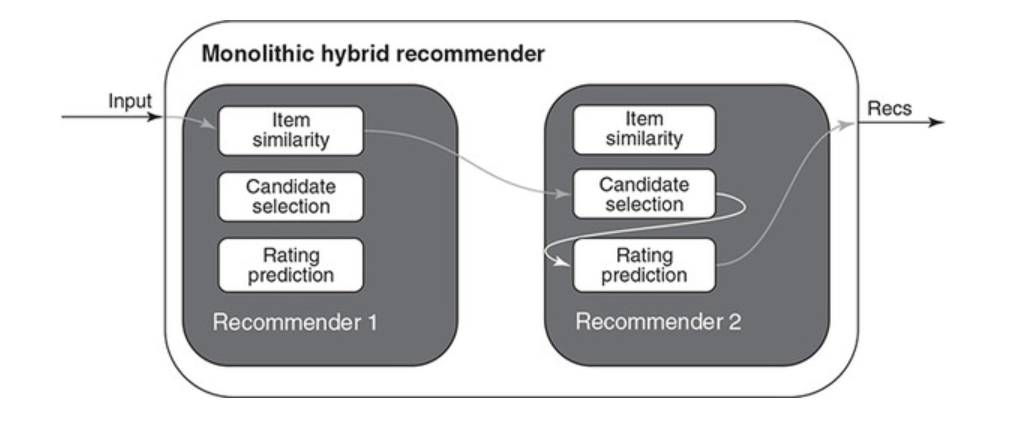 Monolithic hybrid recommender
Input
Item
similarity
Candidate
selection
Rating
prediction
Recommender 1
Item
similarity
Candidate
selection
Rating
prediction
Recommender 2
Recs